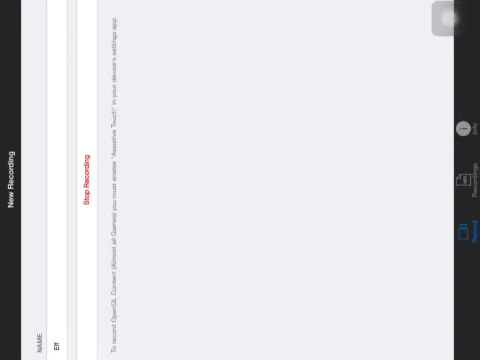 New Recording
NAME
Eff
Stop Recording
To record OpenGL Content (Almost all Games) you must enable "Assistive Touch" in your device's settings app.
Record
Recordings
Info